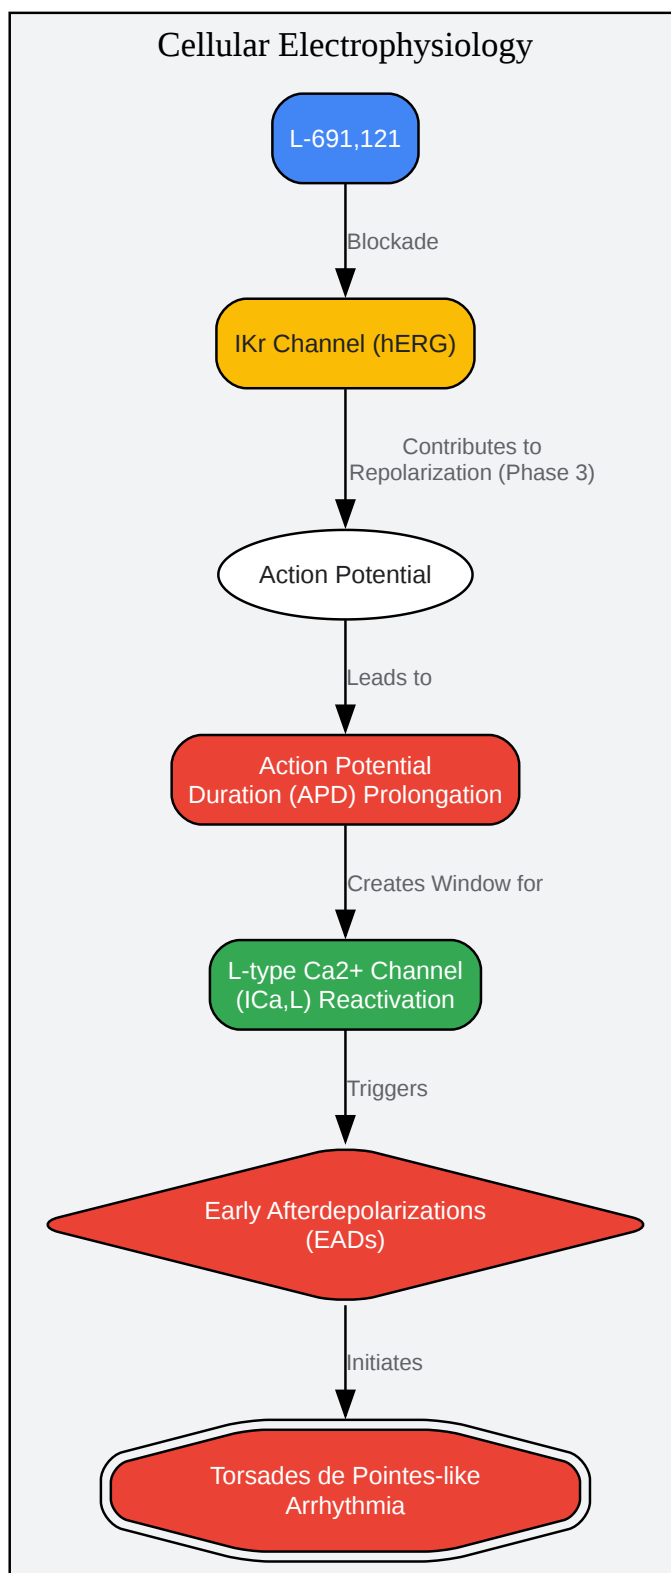 Cellular Electrophysiology
L-691,121
Blockade
IKr Channel (hERG)
Contributes to
Repolarization (Phase 3)
Action Potential
Leads to
Action Potential
Duration (APD) Prolongation
Creates Window for
L-type Ca2+ Channel
(ICa,L) Reactivation
Triggers
Early Afterdepolarizations
(EADs)
Initiates
Torsades de Pointes-like
Arrhythmia